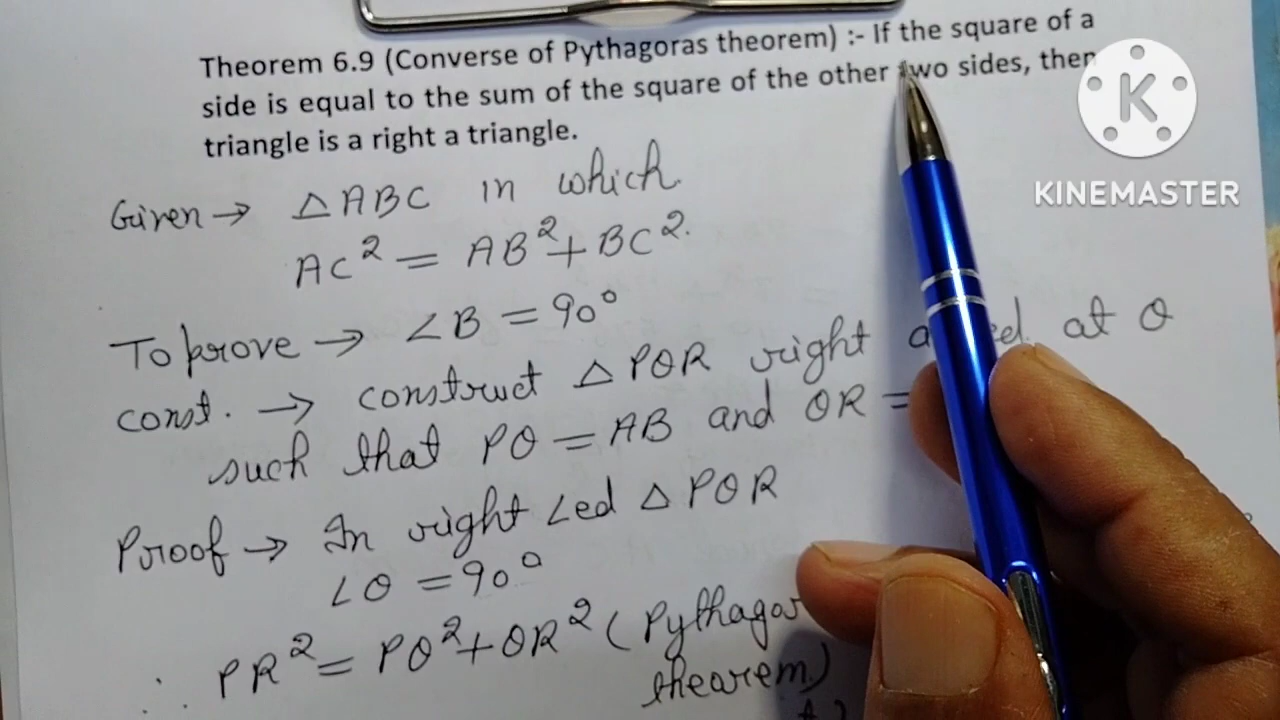 Theorem 6.9 (Converse of Pythagoras theorem) :- If the square of a
side is equal to the sum of the square of the other two sides, then
triangle is a right a triangle.
K
KINEMASTER
Given → △ABC in which
AC² = AB² + BC².
To prove → ∠B = 90°
const. → construct △PQR right at Q
such that PQ = AB and QR =
Proof → In right ∠ed △PQR
∠Q = 90°
∴ PR² = PQ² + QR² (Pythagor
thearem)